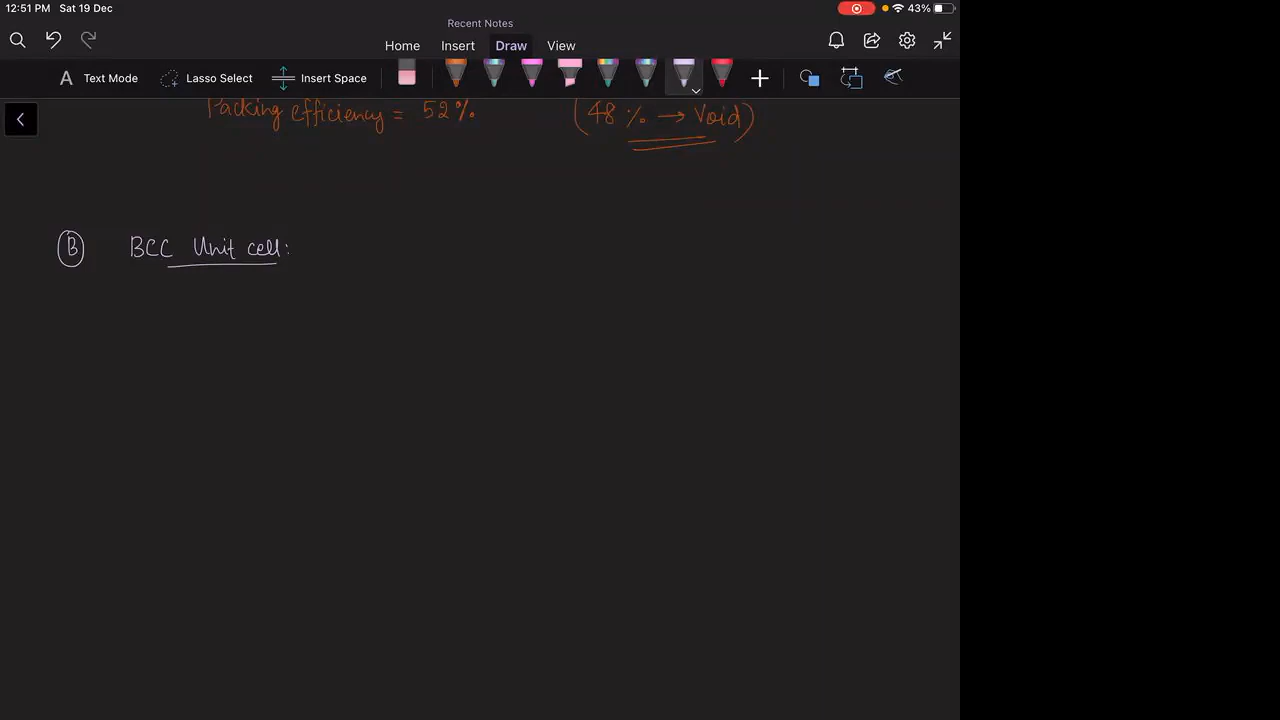 12:51 PM Sat 19 Dec 43%
Recent Notes
Home Insert Draw View
A Text Mode Lasso Select Insert Space
Packing efficiency = 52% (48 % → Void)
B BCC Unit cell: